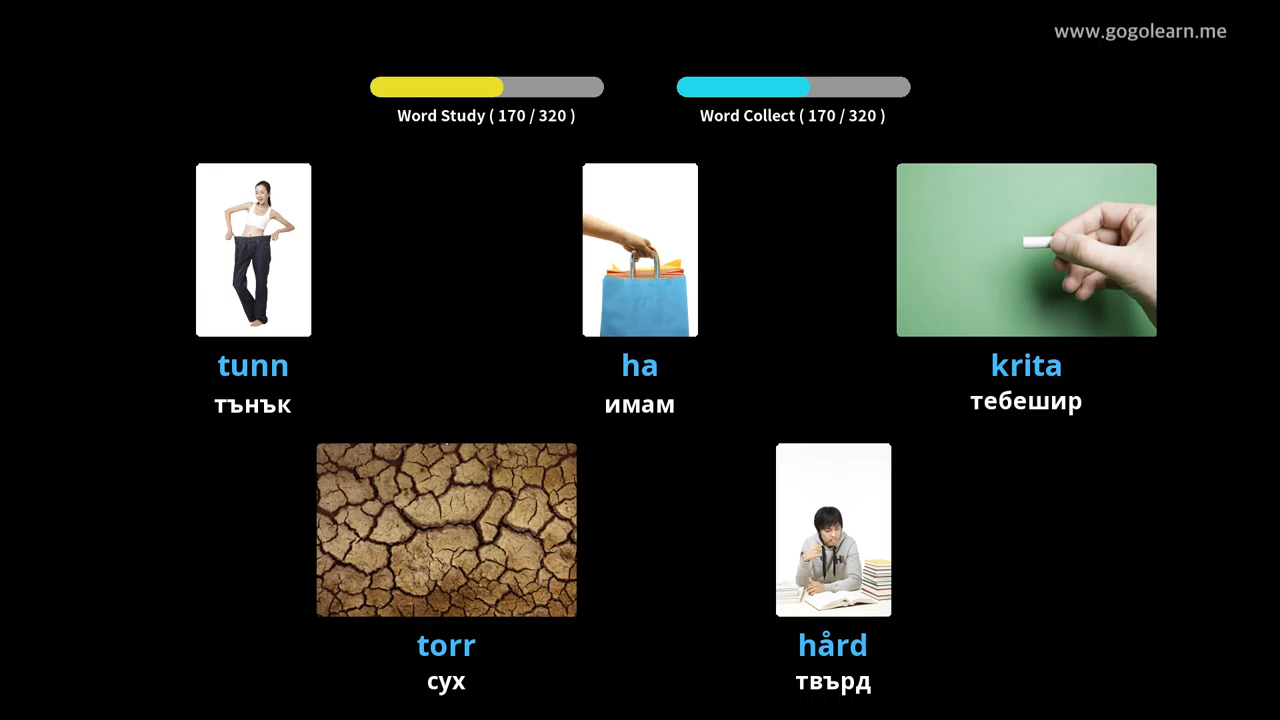 www.gogolearn.me
Word Study ( 170 / 320 )
Word Collect ( 170 / 320 )
tunn
тънък
ha
имам
krita
тебешир
torr
сух
hård
твърд